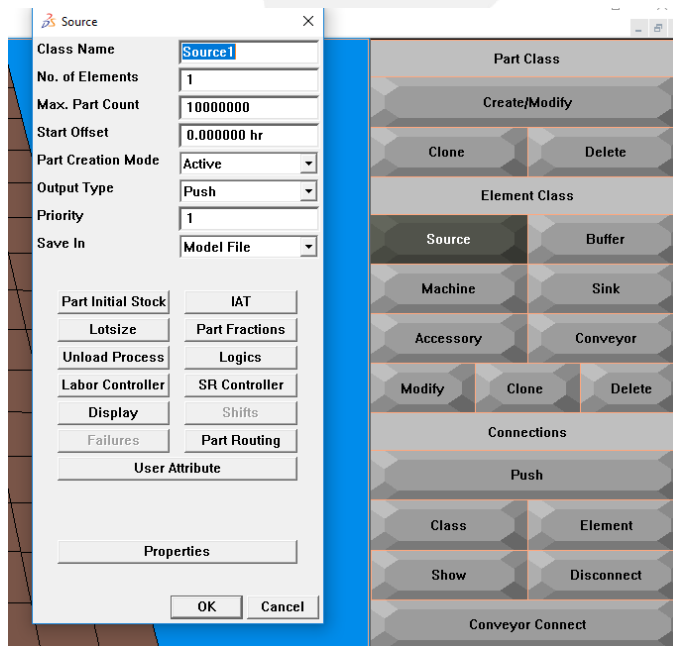 Source
Class Name Source1
No. of Elements 1
Max. Part Count 10000000
Start Offset 0.000000 hr
Part Creation Mode Active
Output Type Push
Priority 1
Save In Model File
Part Initial Stock IAT
Lotsize Part Fractions
Unload Process Logics
Labor Controller SR Controller
Display Shifts
Failures Part Routing
User Attribute
Properties
OK Cancel
Part Class
Create/Modify
Clone Delete
Element Class
Source Buffer
Machine Sink
Accessory Conveyor
Modify Clone Delete
Connections
Push
Class Element
Show Disconnect
Conveyor Connect